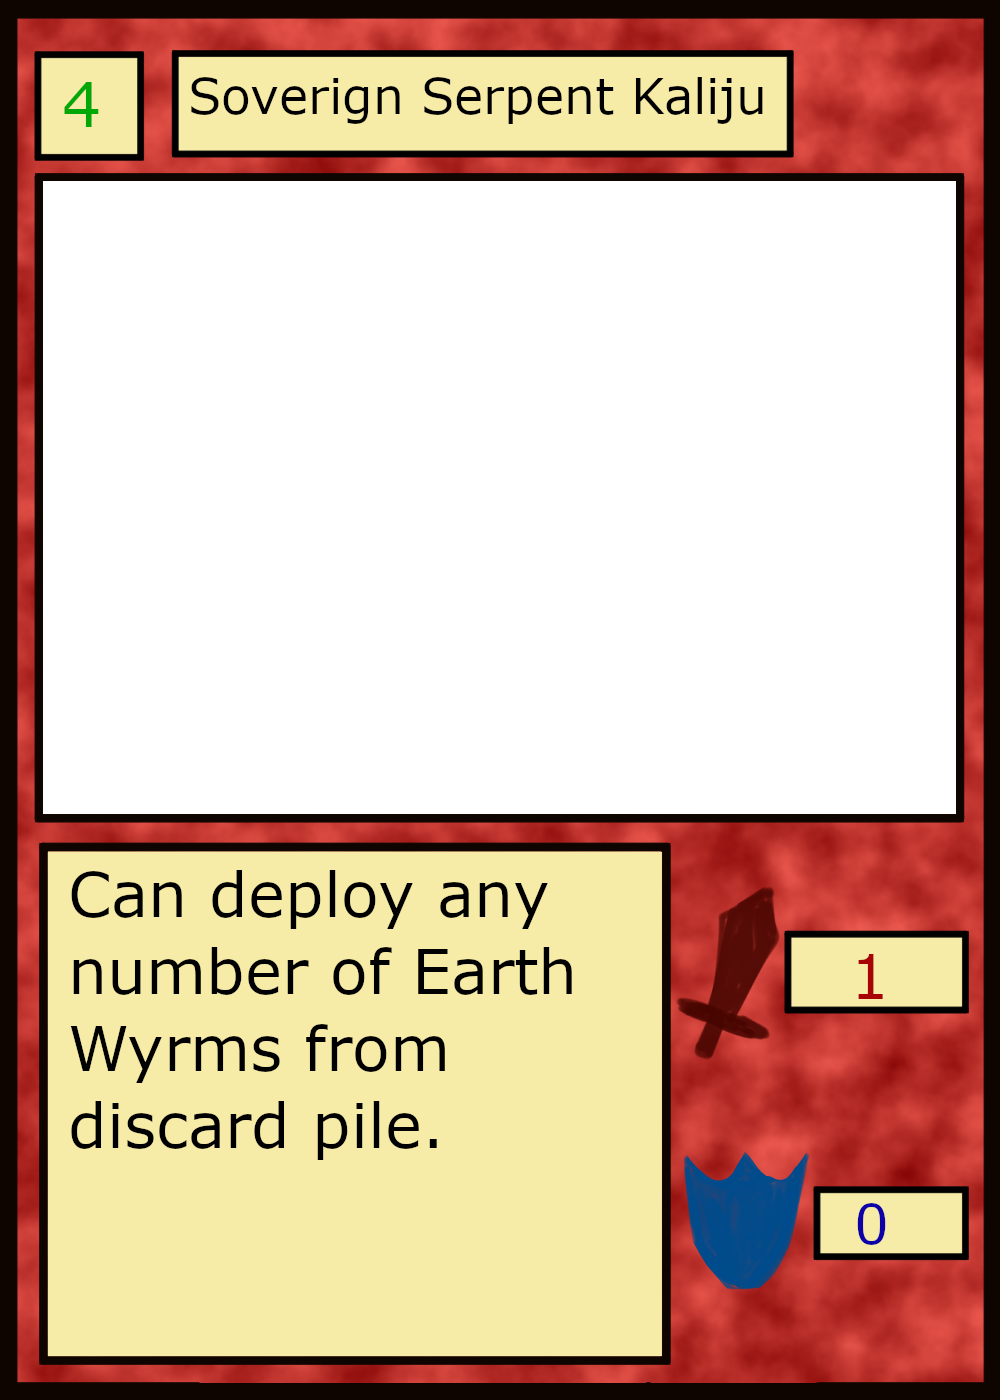 4
Soverign Serpent Kaliju
Can deploy any
number of Earth
Wyrms from
discard pile.
1
0